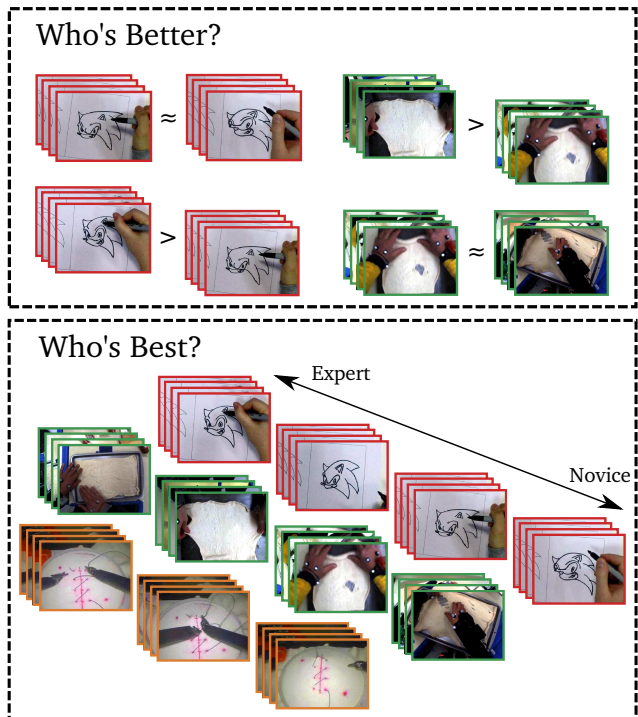 Who's Better?
≈
>
>
≈
Who's Best?
Expert
Novice